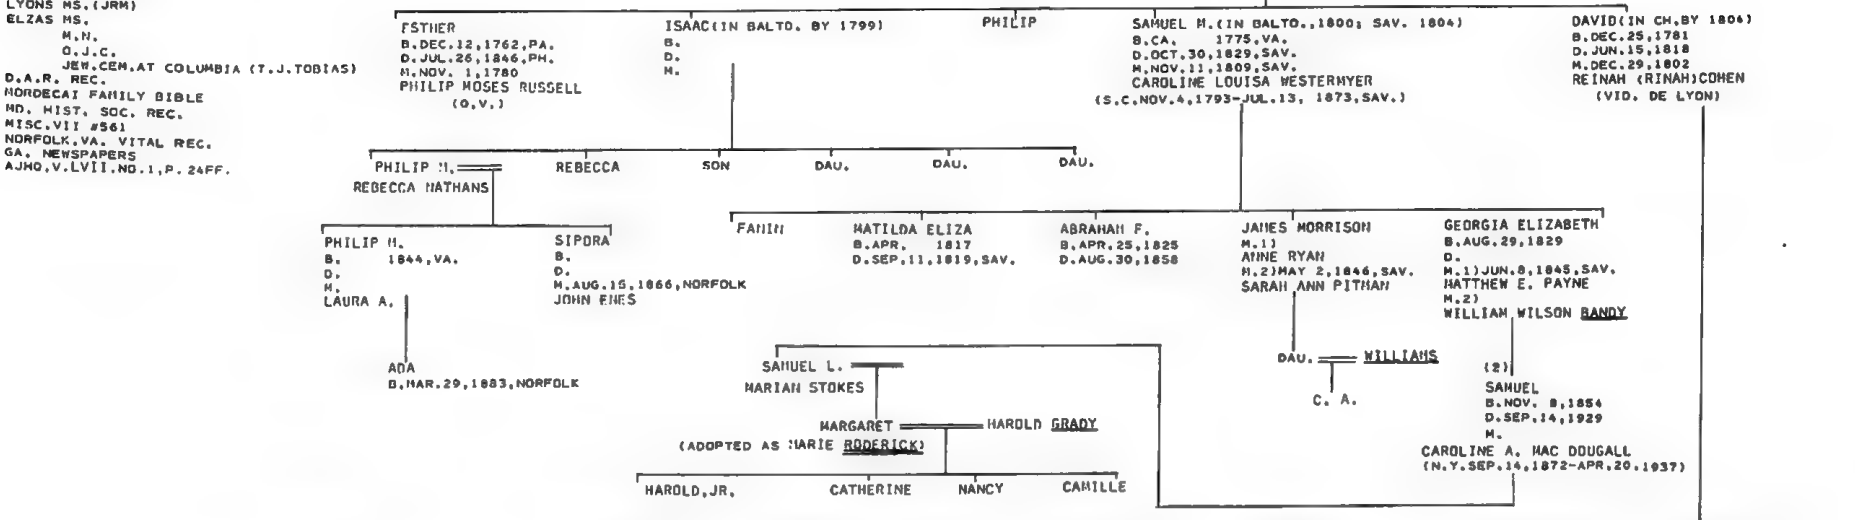 LYONS MS.(JRM)
ELZAS MS.
M.N.
O.J.C.
JEW.CEM.AT COLUMBIA (T.J.TOBIAS)
D.A.R. REC.
MORDECAI FAMILY BIBLE
MD. HIST. SOC. REC.
MISC.VII #561
NORFOLK,VA. VITAL REC.
GA. NEWSPAPERS
AJHQ,V.LVII,NO.1,P. 24FF.
ESTHER
B.DEC.12,1762,PA.
D.JUL.26,1846,PH.
M.NOV. 1,1780
PHILIP MOSES RUSSELL
(Q.V.)
ISAAC(IN BALTO. BY 1799)
B.
D.
M.
PHILIP
SAMUEL M.(IN BALTO.,1800; SAV. 1804)
B.CA. 1775,VA.
D.OCT.30,1829,SAV.
M.NOV.11,1809,SAV.
CAROLINE LOUISA WESTERMYER
(S.C.NOV.4,1793-JUL.13, 1873,SAV.)
DAVID(IN CH.BY 1804)
B.DEC.25,1781
D.JUN.15,1818
M.DEC.29,1802
REINAH (RINAH)COHEN
(VID. DE LYON)
PHILIP M.
REBECCA NATHANS
REBECCA
SON
DAU.
DAU.
DAU.
PHILIP M.
B. 1844,VA.
D.
M.
LAURA A.
SIPORA
B.
D.
M.AUG.15,1866,NORFOLK
JOHN ENES
FANIN
MATILDA ELIZA
B.APR. 1817
D.SEP.11,1819,SAV.
ABRAHAM F.
B.APR.25,1825
D.AUG.30,1858
JAMES MORRISON
M.1)
ANNE RYAN
M.2)MAY 2,1846,SAV.
SARAH ANN PITMAN
GEORGIA ELIZABETH
B.AUG.29,1829
D.
M.1)JUN.8,1845,SAV.
MATTHEW E. PAYNE
M.2)
WILLIAM WILSON BANDY
ADA
B.MAR.29,1883,NORFOLK
SAMUEL L.
MARIAN STOKES
DAU.
WILLIAMS
C. A.
(2)
SAMUEL
B.NOV. 8,1854
D.SEP.14,1929
M.
CAROLINE A. MAC DOUGALL
(N.Y.SEP.14,1872-APR.20,1937)
MARGARET
(ADOPTED AS MARIE RODERICK)
HAROLD GRADY
HAROLD,JR.
CATHERINE
NANCY
CAMILLE